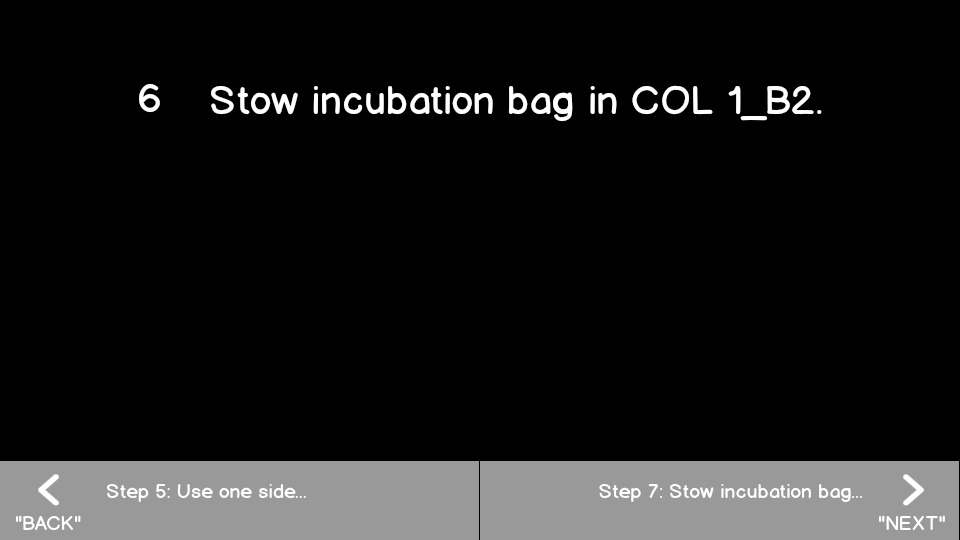 6 Stow incubation bag in COL 1_B2.
Step 5: Use one side...
Step 7: Stow incubation bag...
"BACK"
"NEXT"